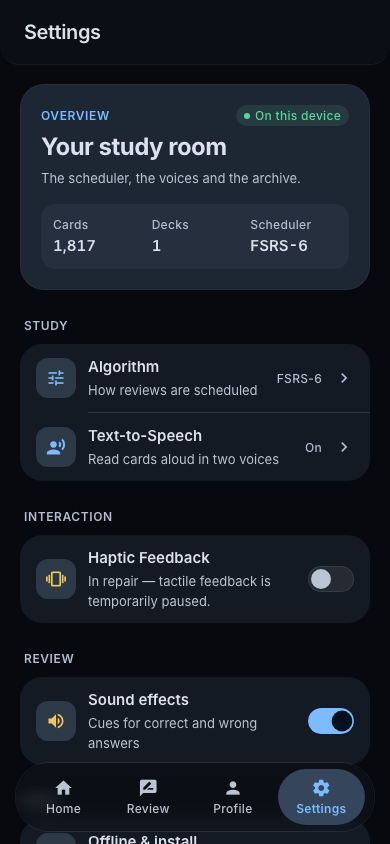 Settings
OVERVIEW
On this device
Your study room
The scheduler, the voices and the archive.
Cards
Decks
Scheduler
1,817
1
FSRS-6
STUDY
Algorithm
How reviews are scheduled
FSRS-6
Text-to-Speech
Read cards aloud in two voices
On
INTERACTION
Haptic Feedback
In repair — tactile feedback is
temporarily paused.
REVIEW
Sound effects
Cues for correct and wrong
answers
Home
Review
Profile
Settings
Offline & install